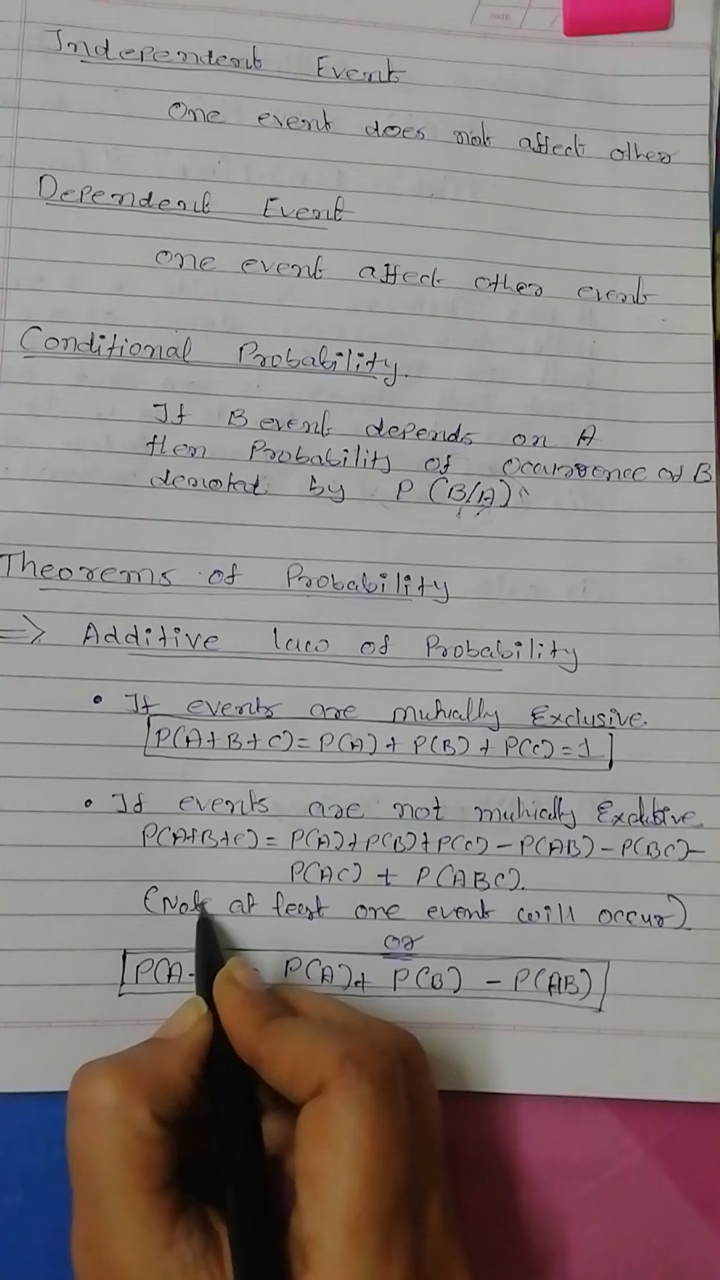 DATE
Independent Event
One event does not affect other
Dependent Event
one event affect other event
Conditional Probability.
If B event depends on A
then Probability of Occurrence of B
denoted by P(B/A)
Theorems of Probability
=> Additive law of Probability
• If events are mutually Exclusive.
P(A+B+C) = P(A) + P(B) + P(C) = 1
• If events are not mutually Exclusive
P(A+B+C) = P(A) + P(B) + P(C) - P(AB) - P(BC) -
P(AC) + P(ABC).
(Not at least one event will occur)
or
P(A P(A) + P(B) - P(AB)